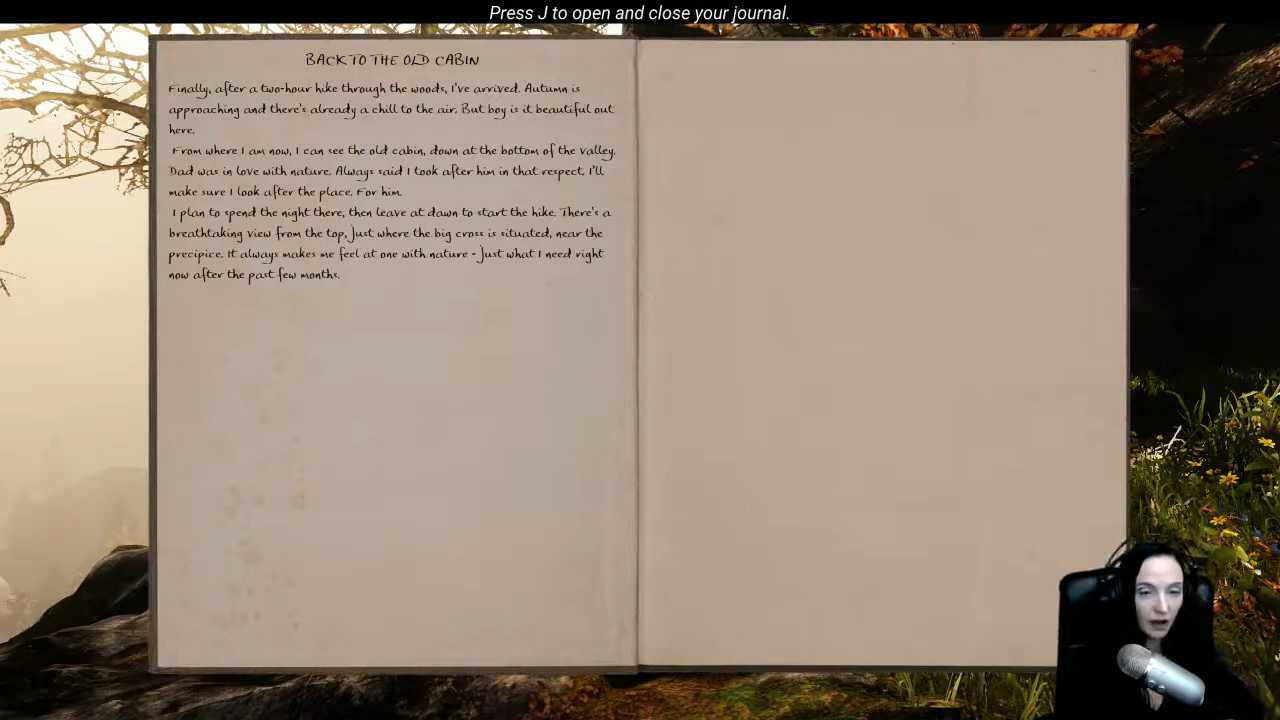 Press J to open and close your journal.
BACK TO THE OLD CABIN
Finally, after a two-hour hike through the woods, I've arrived. Autumn is
approaching and there's already a chill to the air. But boy is it beautiful out
here.
From where I am now, I can see the old cabin, down at the bottom of the valley.
Dad was in love with nature. Always said I took after him in that respect. I'll
make sure I look after the place. For him.
I plan to spend the night there, then leave at dawn to start the hike. There's a
breathtaking view from the top, just where the big cross is situated, near the
precipice. It always makes me feel at one with nature - just what I need right
now after the past few months.